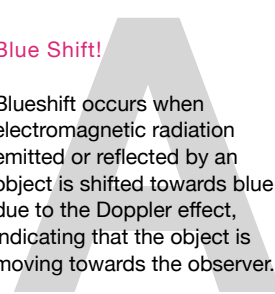 Blue Shift!
Blueshift occurs when
electromagnetic radiation
emitted or reflected by an
object is shifted towards blue
due to the Doppler effect,
indicating that the object is
moving towards the observer.
A